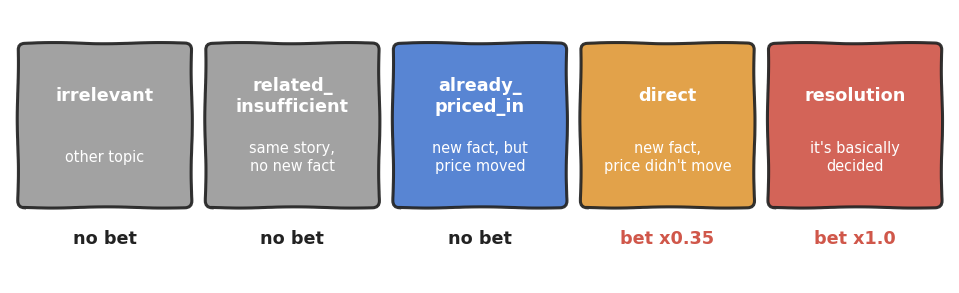 irrelevant
other topic
no bet
related_
insufficient
same story,
no new fact
no bet
already_
priced_in
new fact, but
price moved
no bet
direct
new fact,
price didn't move
bet x0.35
resolution
it's basically
decided
bet x1.0